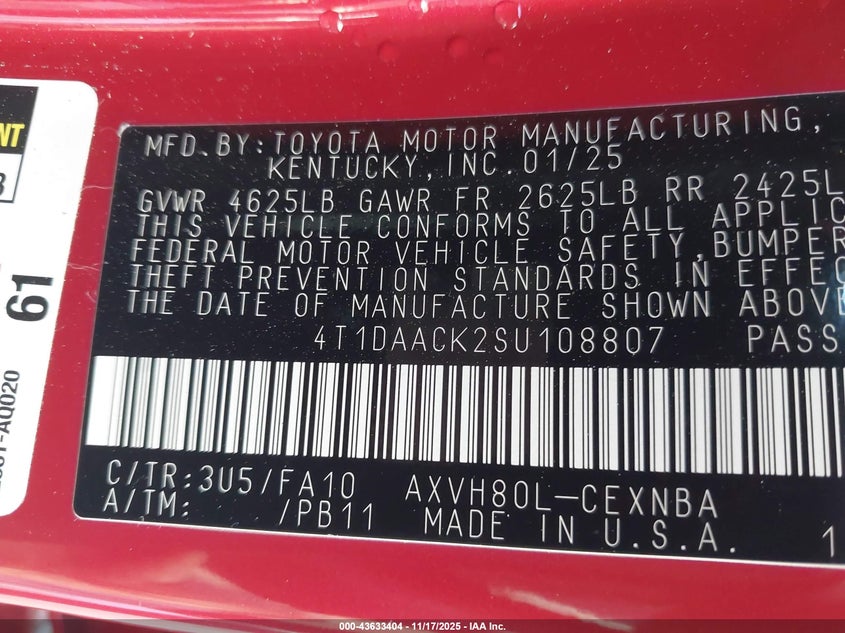 MFD.BY:TOYOTA MOTOR MANUFACTURING,
KENTUCKY,INC.01/25
GVWR 4625LB GAWR FR 2625LB RR 2425L
THIS VEHICLE CONFORMS TO ALL APPLIC
FEDERAL MOTOR VEHICLE SAFETY,BUMPER
THEFT PREVENTION STANDARDS IN EFFEC
THE DATE OF MANUFACTURE SHOWN ABOVE
4T1DAACK2SU108807 PASS
C/TR:3U5/FA10 AXVH80L-CEXNBA
A/TM: /PB11 MADE IN U.S.A. 1
61
-AQ020
000-43633404 - 11/17/2025 - IAA Inc.